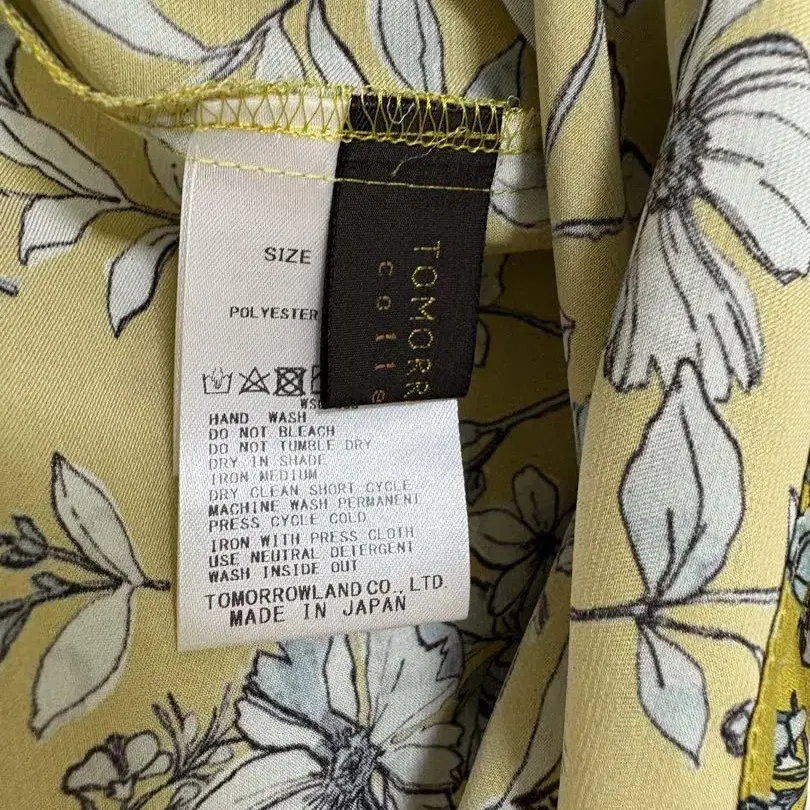 SIZE
POLYESTER
HAND WASH
DO NOT BLEACH
DO NOT TUMBLE DRY
DRY IN SHADE
IRON MEDIUM
DRY CLEAN SHORT CYCLE
MACHINE WASH PERMANENT
PRESS CYCLE COLD
IRON WITH PRESS CLOTH
USE NEUTRAL DETERGENT
WASH INSIDE OUT
TOMORROWLAND CO., LTD.
MADE IN JAPAN
TOMORR
colle